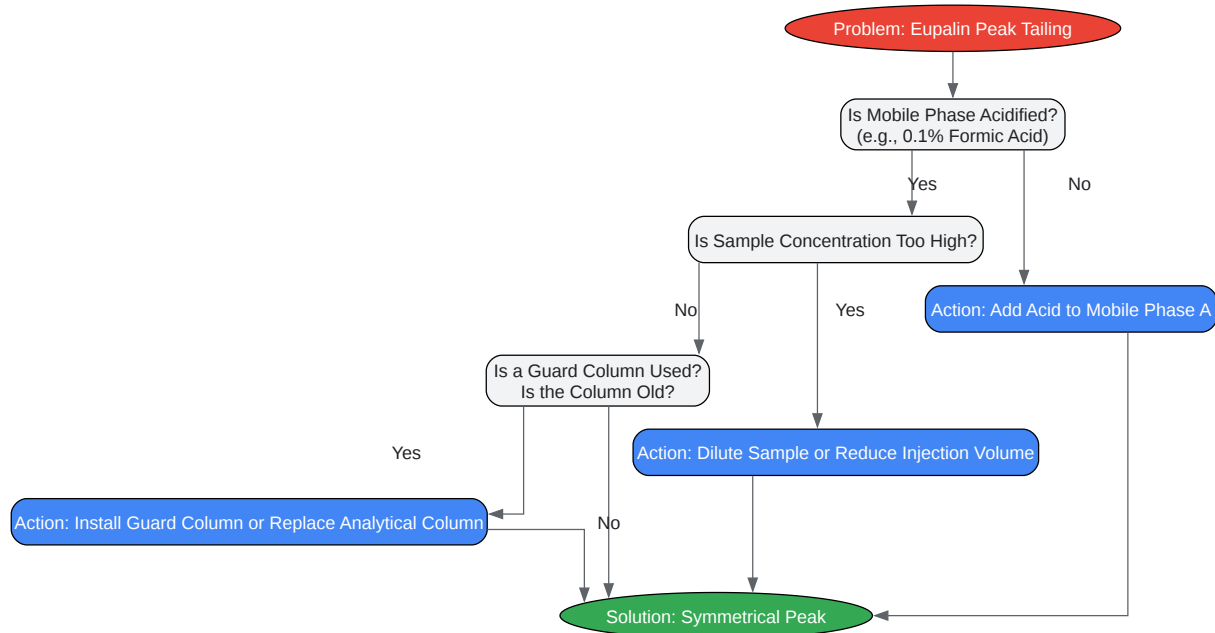 Problem: Eupalin Peak Tailing
Is Mobile Phase Acidified?
(e.g., 0.1% Formic Acid)
Yes
No
Is Sample Concentration Too High?
No
Yes
Action: Add Acid to Mobile Phase A
Is a Guard Column Used?
Is the Column Old?
Yes
Action: Dilute Sample or Reduce Injection Volume
Action: Install Guard Column or Replace Analytical Column
No
Solution: Symmetrical Peak